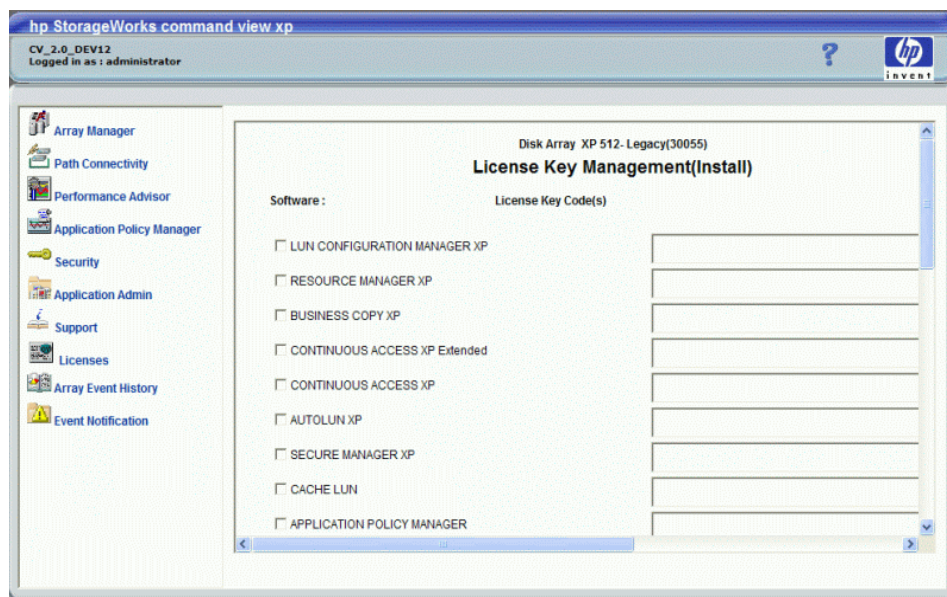 hp StorageWorks command view xp
CV_2.0_DEV12
Logged in as : administrator
?
hp
invent
Array Manager
Path Connectivity
Performance Advisor
Application Policy Manager
Security
Application Admin
Support
Licenses
Array Event History
Event Notification
Disk Array XP 512- Legacy(30055)
License Key Management(Install)
Software : License Key Code(s)
LUN CONFIGURATION MANAGER XP
RESOURCE MANAGER XP
BUSINESS COPY XP
CONTINUOUS ACCESS XP Extended
CONTINUOUS ACCESS XP
AUTOLUN XP
SECURE MANAGER XP
CACHE LUN
APPLICATION POLICY MANAGER